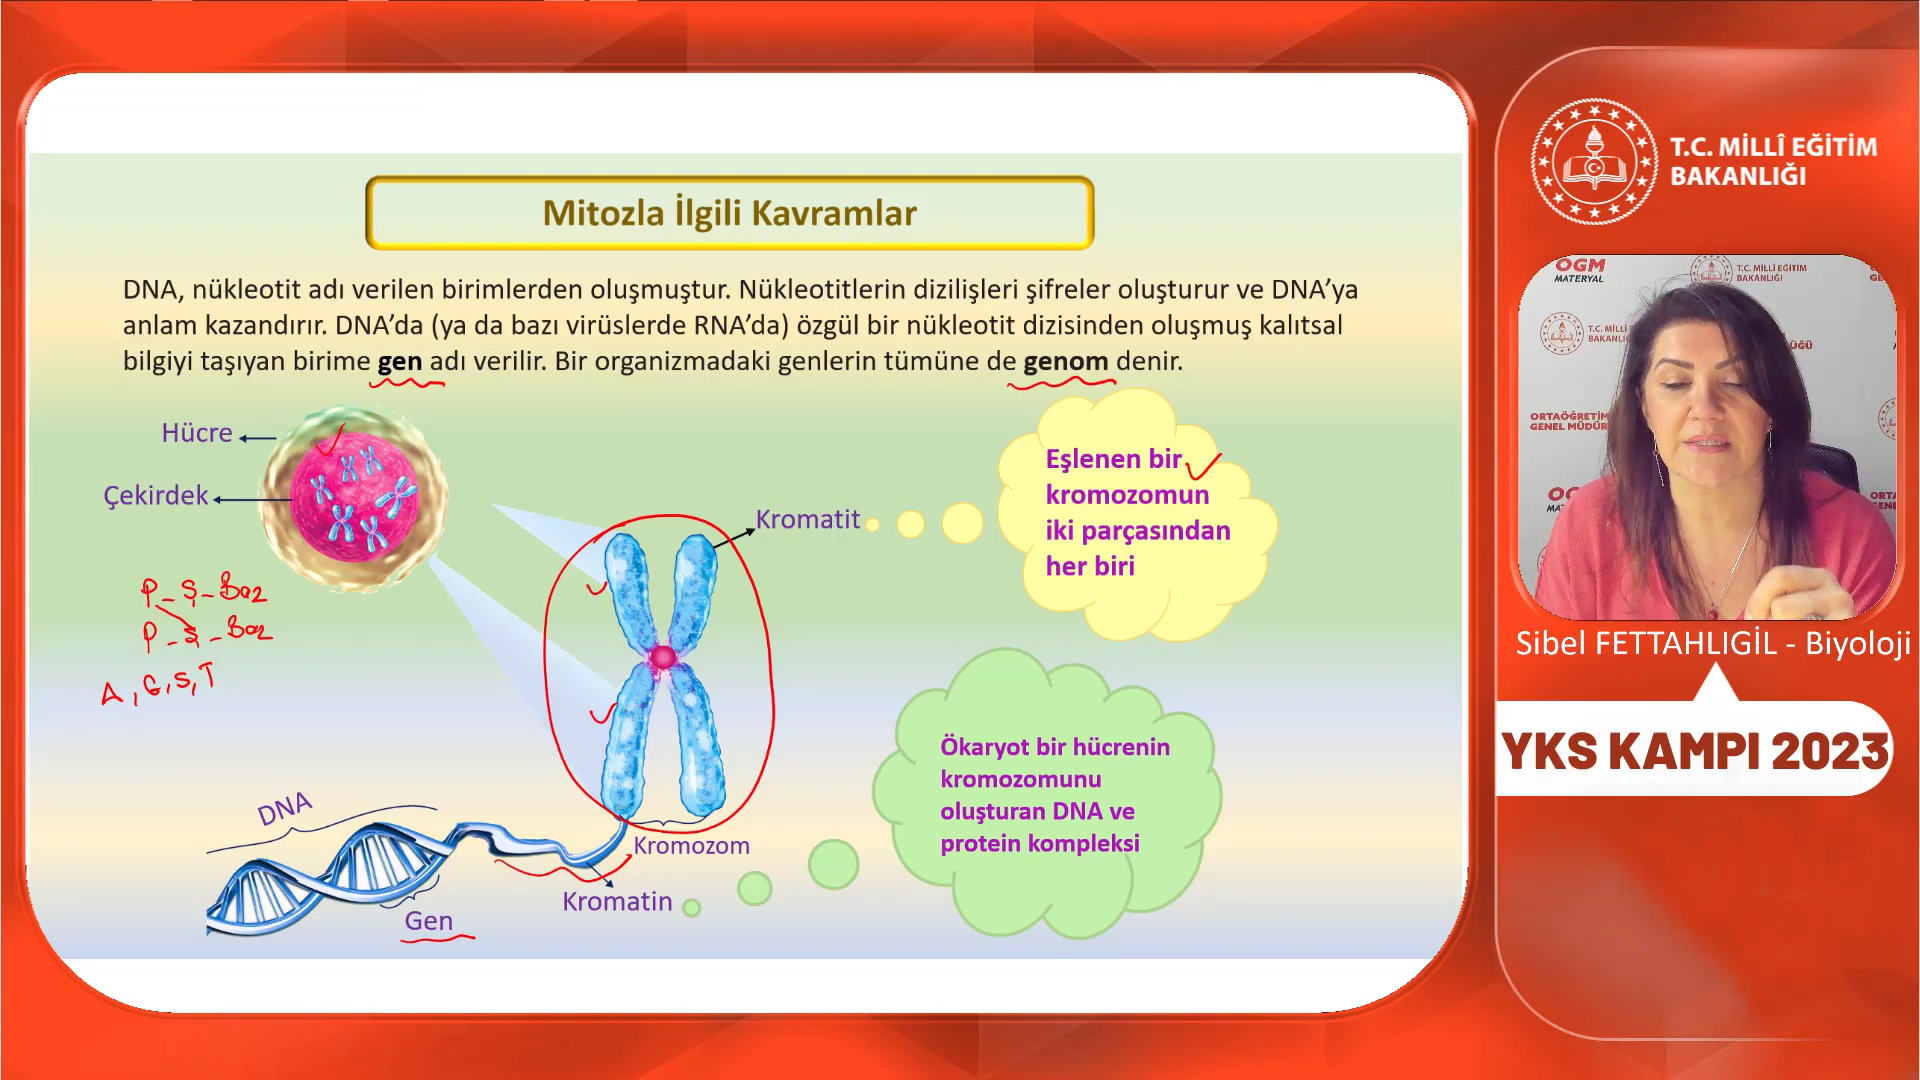 Mitozla İlgili Kavramlar
DNA, nükleotit adı verilen birimlerden oluşmuştur. Nükleotitlerin dizilişleri şifreler oluşturur ve DNA’ya
anlam kazandırır. DNA’da (ya da bazı virüslerde RNA’da) özgül bir nükleotit dizisinden oluşmuş kalıtsal
bilgiyi taşıyan birime gen adı verilir. Bir organizmadaki genlerin tümüne de genom denir.
Hücre
Çekirdek
P - Ş - Baz
P - Ş - Baz
A, G, S, T
Kromatit
Eşlenen bir
kromozomun
iki parçasından
her biri
Ökaryot bir hücrenin
kromozomunu
oluşturan DNA ve
protein kompleksi
DNA
Kromozom
Kromatin
Gen
T.C. MİLLÎ EĞİTİM
BAKANLIĞI
OGM
MATERYAL
T.C. MİLLÎ EĞİTİM
BAKANLIĞI
ORTAÖĞRETİM
GENEL MÜDÜR
Sibel FETTAHLIGİL - Biyoloji
YKS KAMPI 2023